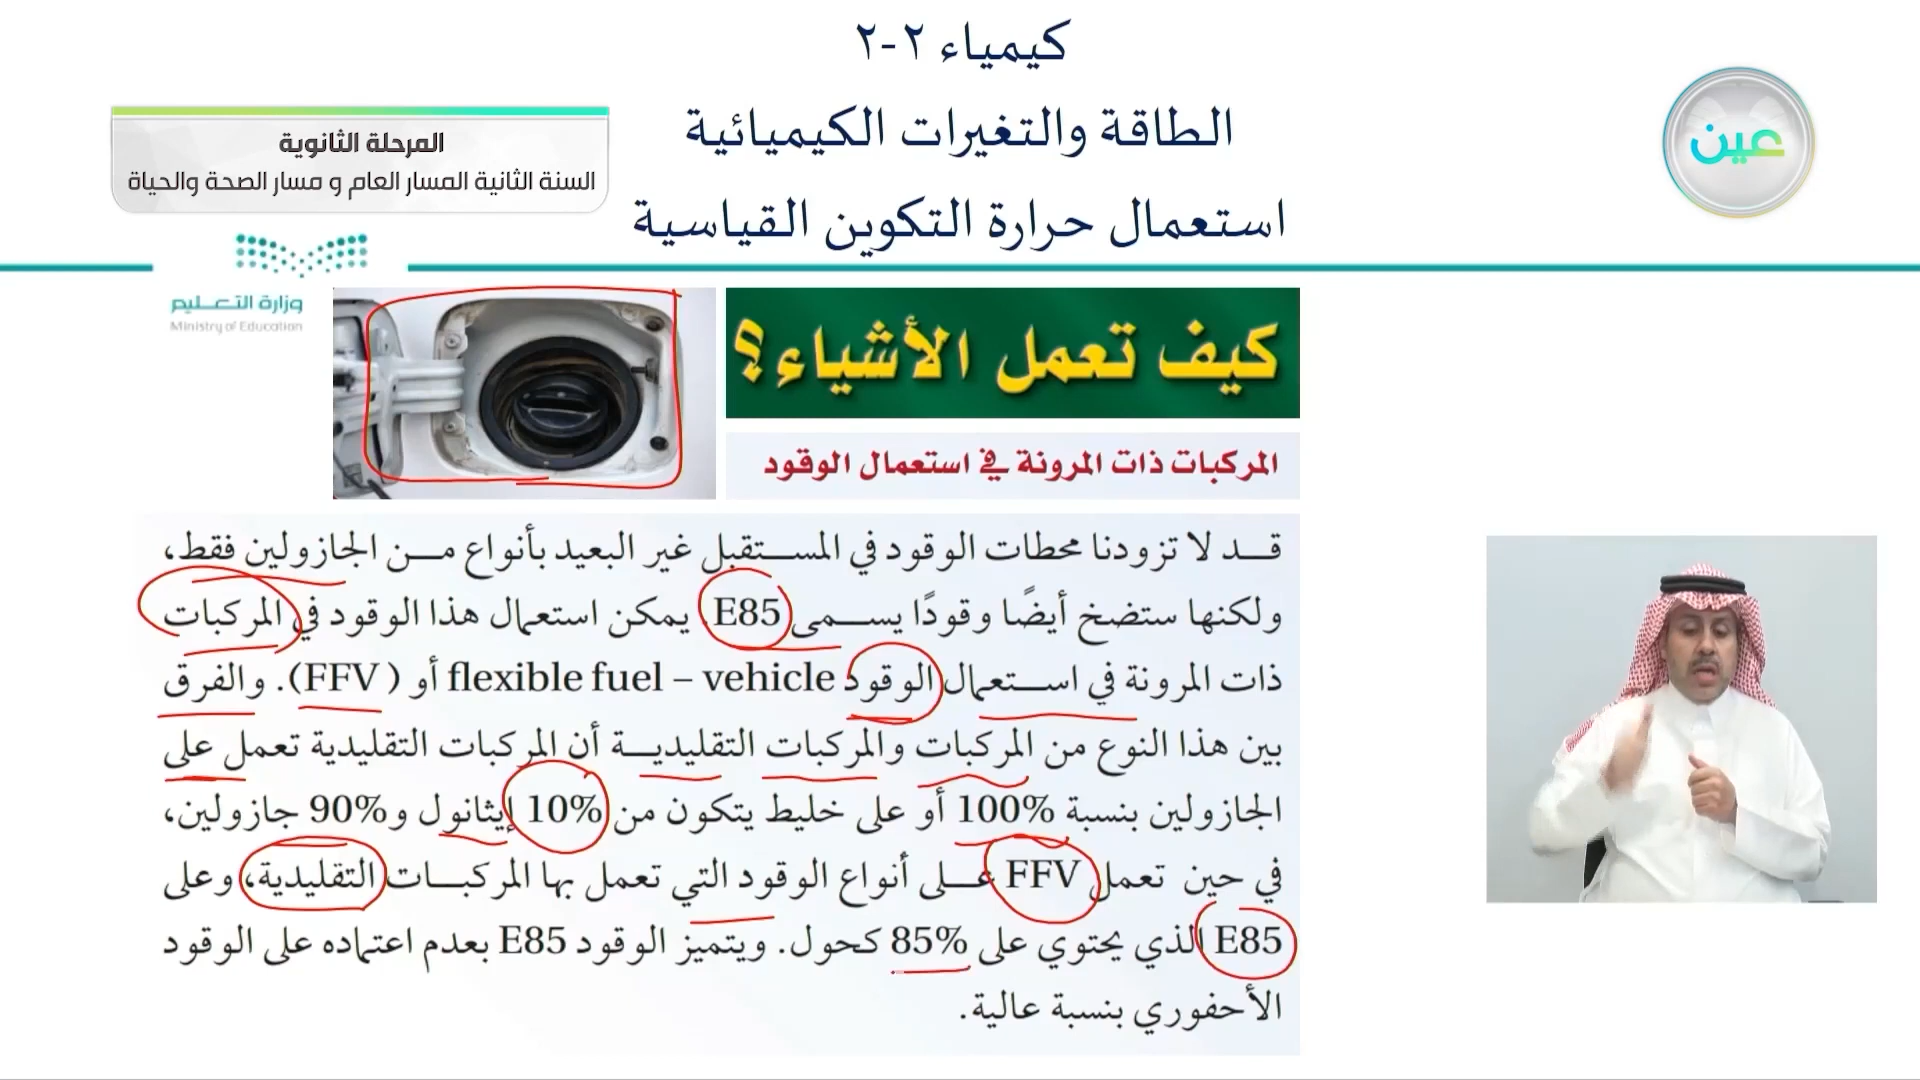 كيمياء ٢-٢
الطاقة والتغيرات الكيميائية
استعمال حرارة التكوين القياسية
عين
المرحلة الثانوية
السنة الثانية المسار العام و مسار الصحة والحياة
وزارة التعليم
Ministry of Education
كيف تعمل الأشياء؟
المركبات ذات المرونة في استعمال الوقود
قد لا تزودنا محطات الوقود في المستقبل غير البعيد بأنواع من الجازولين فقط،
ولكنها ستضخ أيضًا وقودًا يسمى E85. يمكن استعمال هذا الوقود في المركبات
ذات المرونة في استعمال الوقود flexible fuel – vehicle أو (FFV). والفرق
بين هذا النوع من المركبات والمركبات التقليدية أن المركبات التقليدية تعمل على
الجازولين بنسبة 100% أو على خليط يتكون من 10% إيثانول و90% جازولين،
في حين تعمل FFV على أنواع الوقود التي تعمل بها المركبات التقليدية، وعلى
E85 الذي يحتوي على 85% كحول. ويتميز الوقود E85 بعدم اعتماده على الوقود
الأحفوري بنسبة عالية.